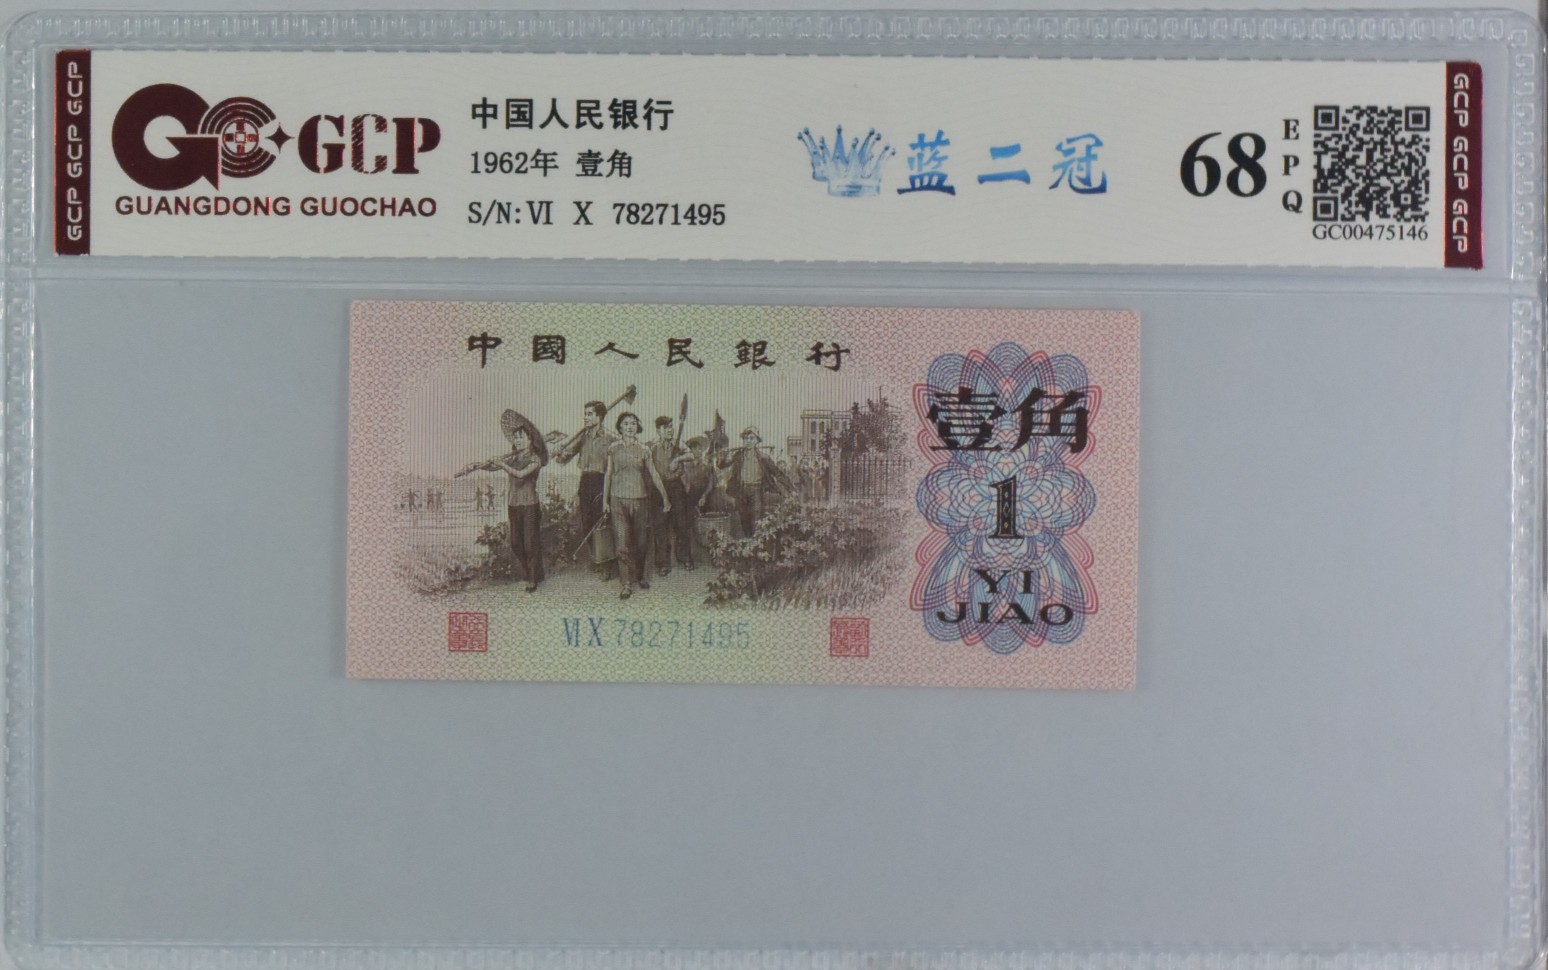 GCP GCP GCP
GCP
GUANGDONG GUOCHAO
中国人民银行
1962年 壹角
S/N: VI X 78271495
蓝二冠
68
EPQ
GC00475146
GCP GCP GCP
中國人民銀行
壹角
1
YI
JIAO
VI X 78271495